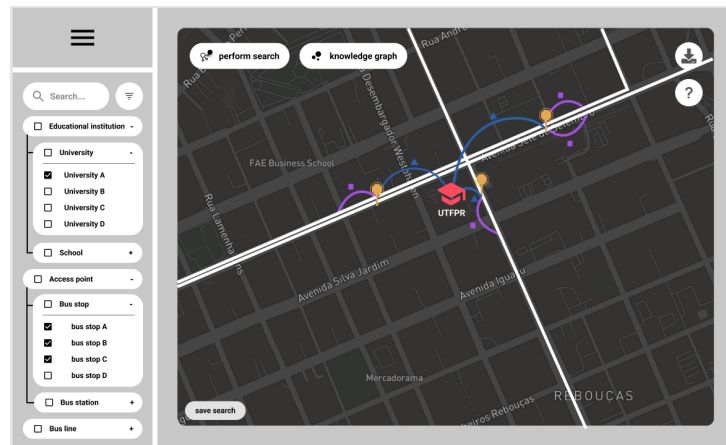 Search...
Educational institution -
University -
University A
University B
University C
University D
School +
Access point -
Bus stop -
bus stop A
bus stop B
bus stop C
bus stop D
Bus station +
Bus line +
perform search
knowledge graph
?
FAE Business School
UTFPR
Avenida Silva Jardim
Avenida Iguaçu
Mercadorama
REBOUÇAS
save search